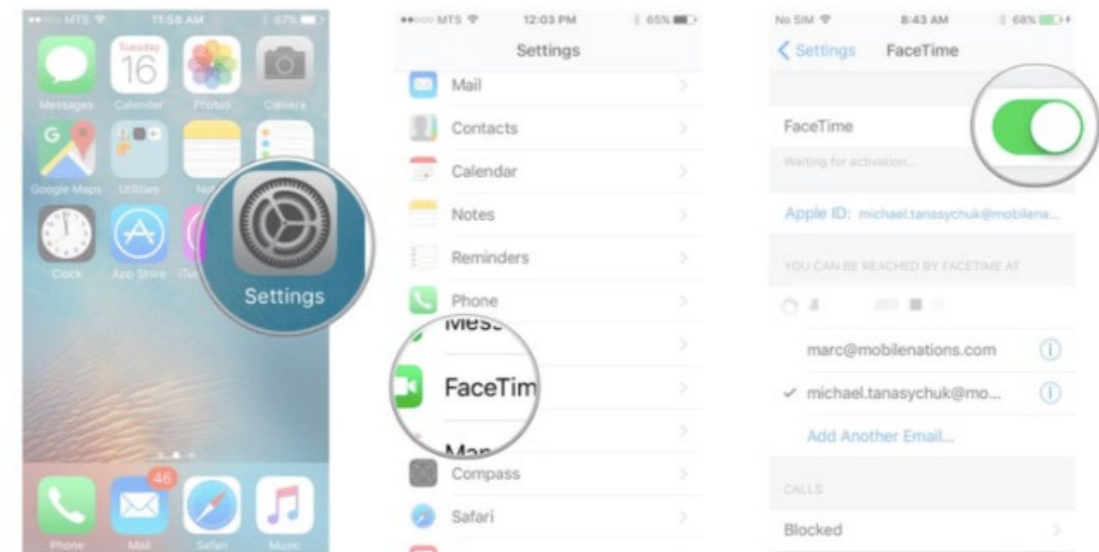 MTS 11:58 AM 67%
Tuesday
16
Messages Calendar Photos Camera
G
Google Maps Utilities
Clock App Store
Settings
46
Phone Mail Safari Music
MTS 12:03 PM 65%
Settings
Mail
Contacts
Calendar
Notes
Reminders
Phone
Mess
FaceTim
Compass
Safari
No SIM 8:43 AM 68%
Settings FaceTime
FaceTime
Waiting for activation...
Apple ID: michael.tanasychuk@mobilena...
YOU CAN BE REACHED BY FACETIME AT
marc@mobilenations.com
michael.tanasychuk@mo...
Add Another Email...
CALLS
Blocked